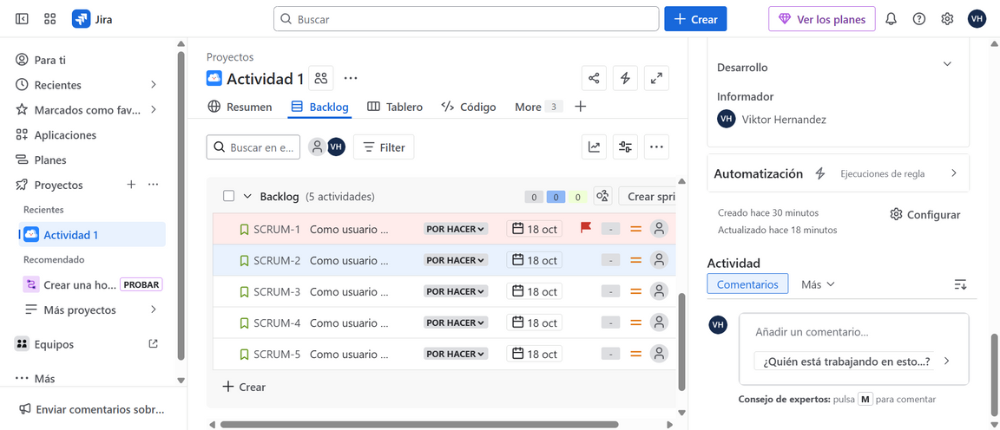 Jira
Buscar
Crear
Ver los planes
VH
Para ti
Recientes
Marcados como fav...
Aplicaciones
Planes
Proyectos
Recientes
Actividad 1
Recomendado
Crear una ho...
PROBAR
Más proyectos
Equipos
Más
Enviar comentarios sobr...
Proyectos
Actividad 1
Resumen
Backlog
Tablero
Código
More 3
Buscar en e...
VH
Filter
Backlog (5 actividades)
0 0 0
Crear spri
SCRUM-1 Como usuario ... POR HACER 18 oct -
SCRUM-2 Como usuario ... POR HACER 18 oct -
SCRUM-3 Como usuario ... POR HACER 18 oct -
SCRUM-4 Como usuario ... POR HACER 18 oct -
SCRUM-5 Como usuario ... POR HACER 18 oct -
Crear
Desarrollo
Informador
VH Viktor Hernandez
Automatización
Ejecuciones de regla
Creado hace 30 minutos
Configurar
Actualizado hace 18 minutos
Actividad
Comentarios
Más
VH
Añadir un comentario...
¿Quién está trabajando en esto...?
Consejo de expertos: pulsa M para comentar